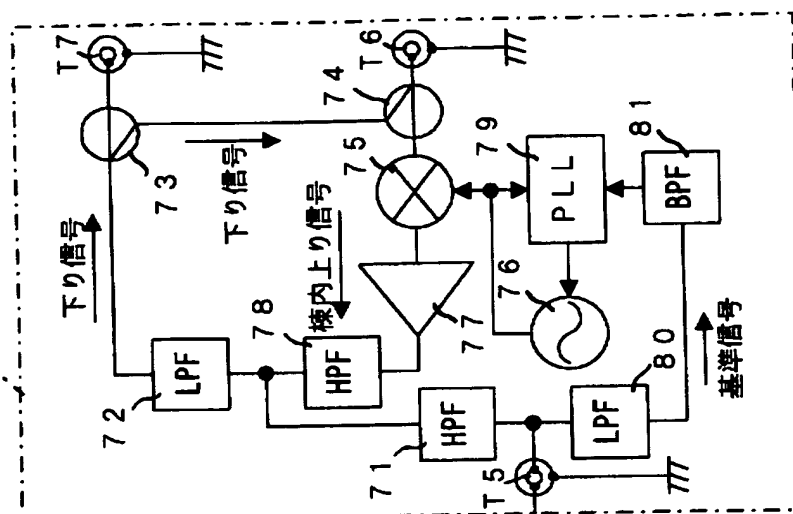 T7
T6
74
73
下り信号
下り信号
75
79
PLL
81
BPF
棟内上り信号
78
HPF
77
76
LPF
72
HPF
71
LPF
80
基準信号
T5